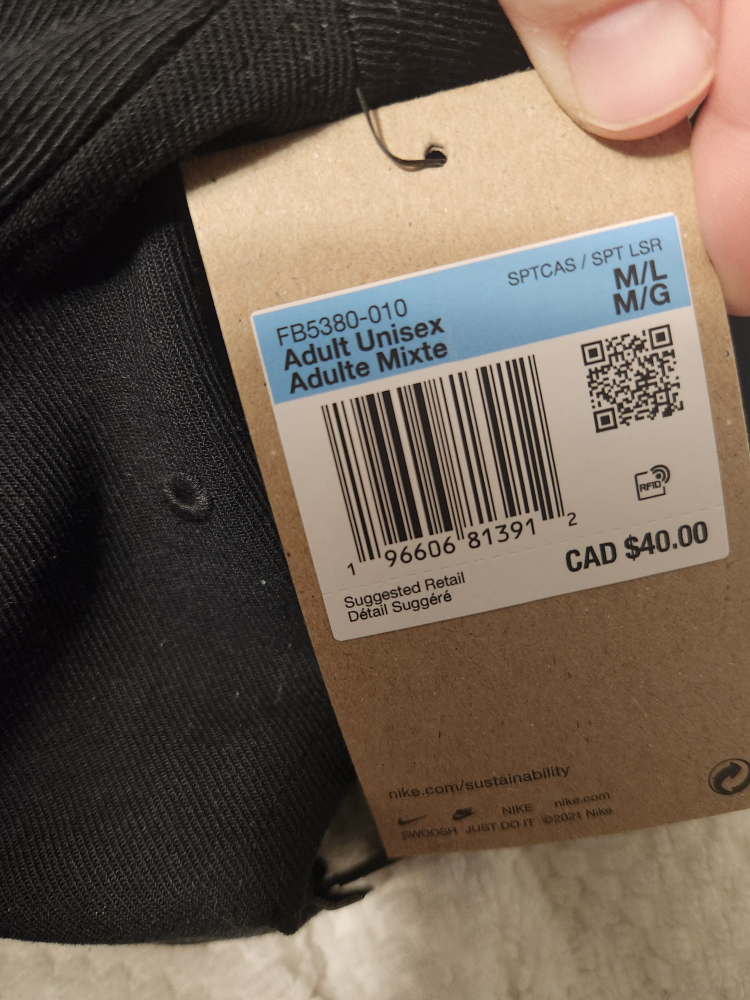 SPTCAS / SPT LSR
FB5380-010
M/L
Adult Unisex
M/G
Adulte Mixte
RFID
1 96606 81391 2
CAD $40.00
Suggested Retail
Détail Suggéré
nike.com/sustainability
NIKE nike.com
SWOOSH JUST DO IT ©2021 Nike